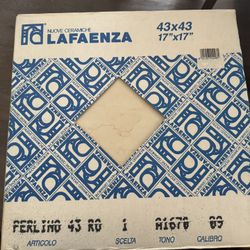 NUOVE CERAMICHE
LAFAENZA
43x43
17"x17"
PERLINO 43 RO 1 A1670 09
ARTICOLO SCELTA TONO CALIBRO